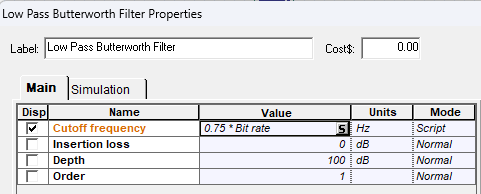 Low Pass Butterworth Filter Properties
Label: Low Pass Butterworth Filter Cost$: 0.00
Main Simulation
Disp Name Value Units Mode
Cutoff frequency 0.75 * Bit rate S Hz Script
Insertion loss 0 dB Normal
Depth 100 dB Normal
Order 1 Normal